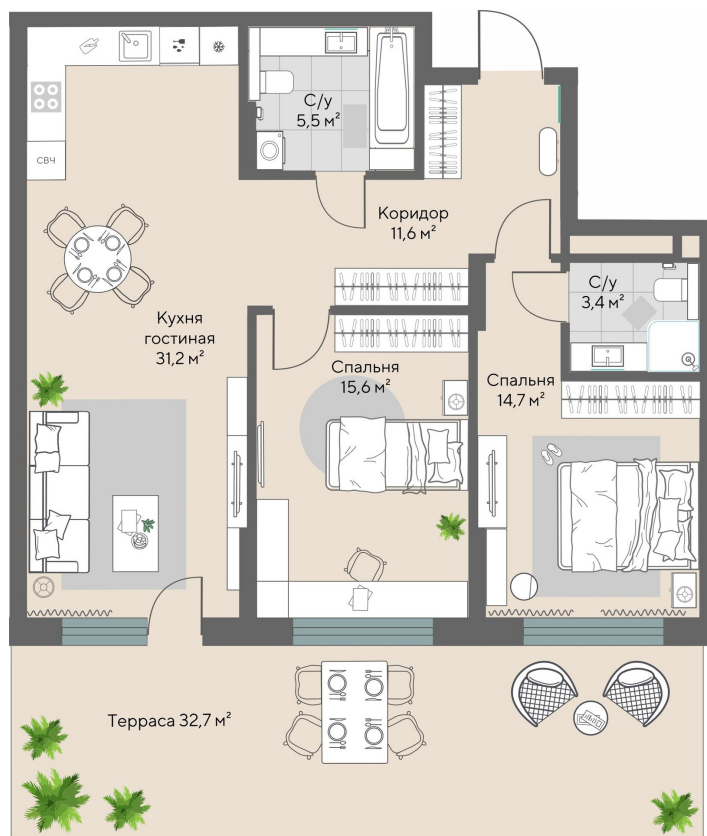 С/у
5,5 м²
СВЧ
Коридор
11,6 м²
С/у
3,4 м²
Кухня
гостиная
31,2 м²
Спальня
15,6 м²
Спальня
14,7 м²
Терраса 32,7 м²